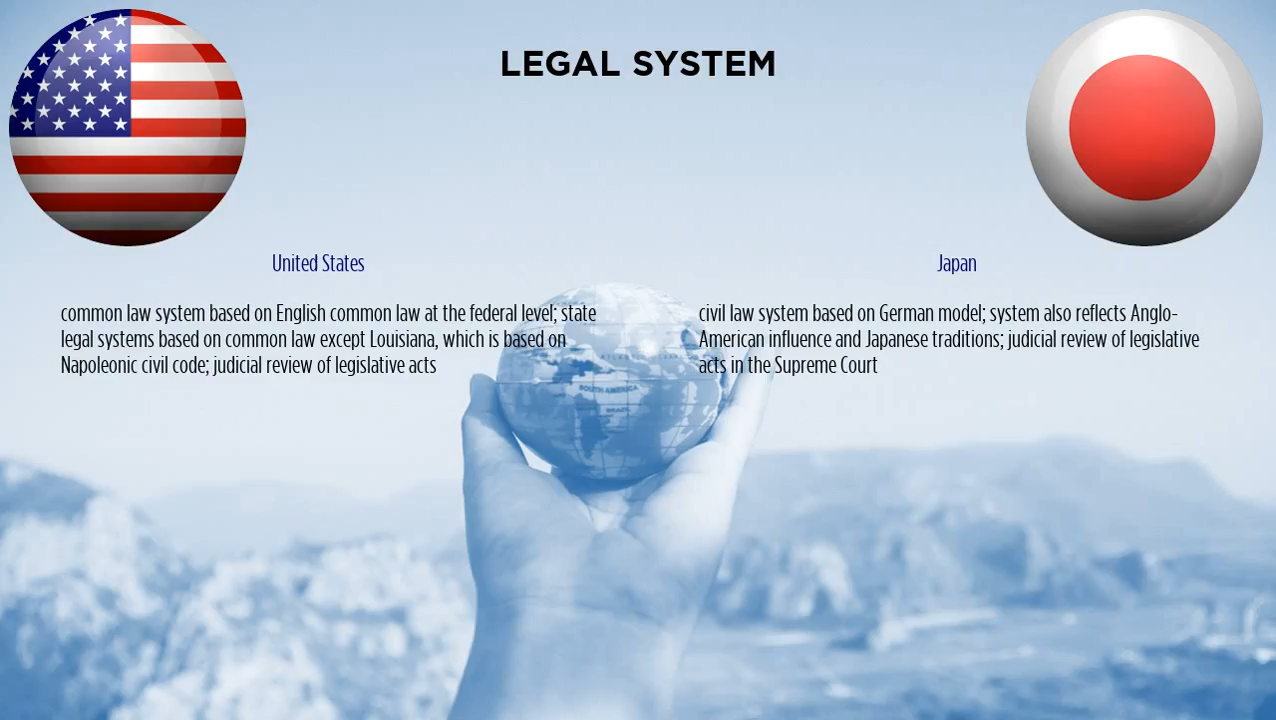 LEGAL SYSTEM
United States
common law system based on English common law at the federal level; state
legal systems based on common law except Louisiana, which is based on
Napoleonic civil code; judicial review of legislative acts
Japan
civil law system based on German model; system also reflects Anglo-
American influence and Japanese traditions; judicial review of legislative
acts in the Supreme Court
SOUTH AMERICA
BRAZIL